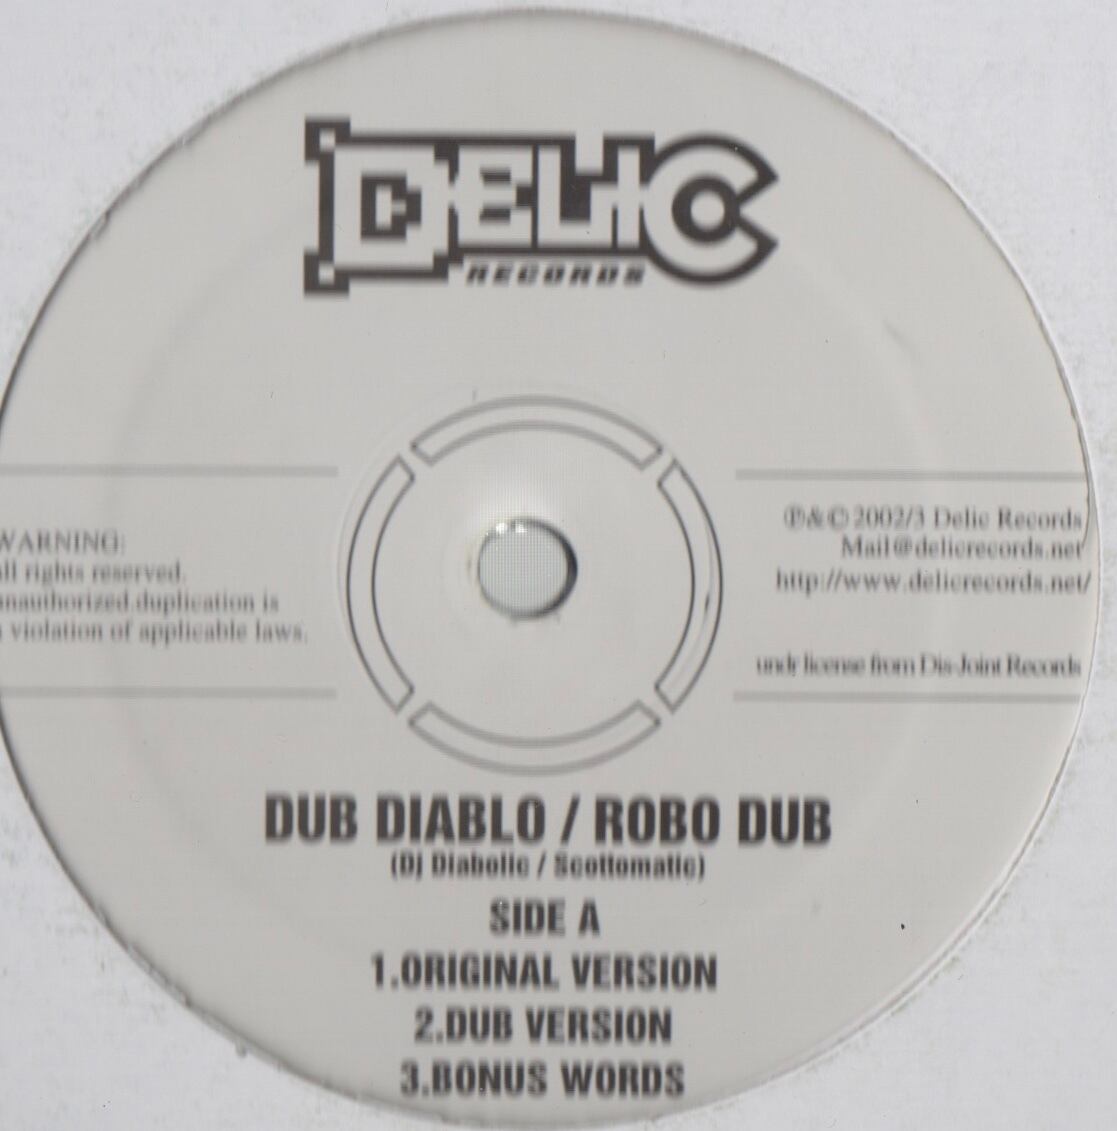 DELIC
RECORDS
WARNING:
all rights reserved.
unauthorized duplication is
violation of applicable laws.
℗&© 2002/3 Delic Records
Mail@delicrecords.net
http://www.delicrecords.net/
undr license from Dis-Joint Records
DUB DIABLO / ROBO DUB
(Dj Diabolic / Scottomatic)
SIDE A
1.ORIGINAL VERSION
2.DUB VERSION
3.BONUS WORDS